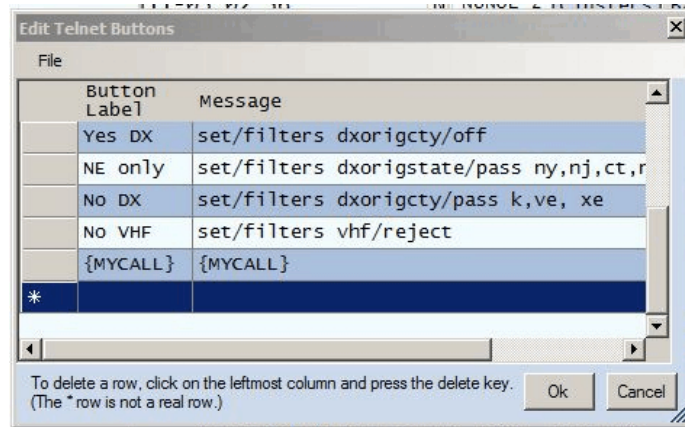 Edit Telnet Buttons
File
Button Label Message
Yes DX set/filters dxorigcty/off
NE only set/filters dxorigstate/pass ny,nj,ct,
No DX set/filters dxorigcty/pass k,ve, xe
No VHF set/filters vhf/reject
{MYCALL} {MYCALL}
*
To delete a row, click on the leftmost column and press the delete key.
(The * row is not a real row.)
Ok Cancel